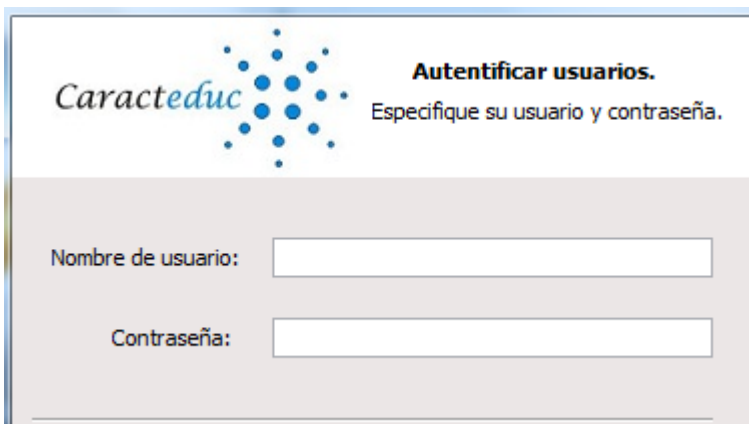 Caracteduc
Autentificar usuarios.
Especifique su usuario y contraseña.
Nombre de usuario:
Contraseña: